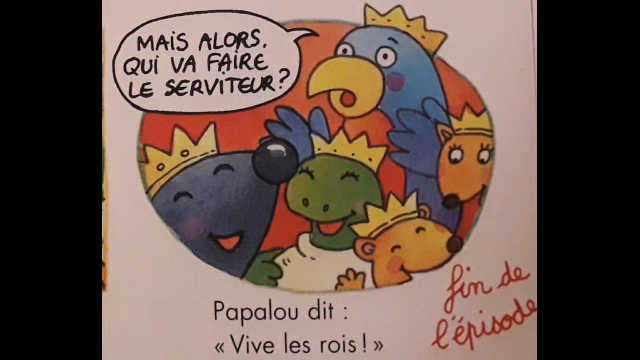 MAIS ALORS,
QUI VA FAIRE
LE SERVITEUR?
Papalou dit :
« Vive les rois ! »
fin de
l'épisode